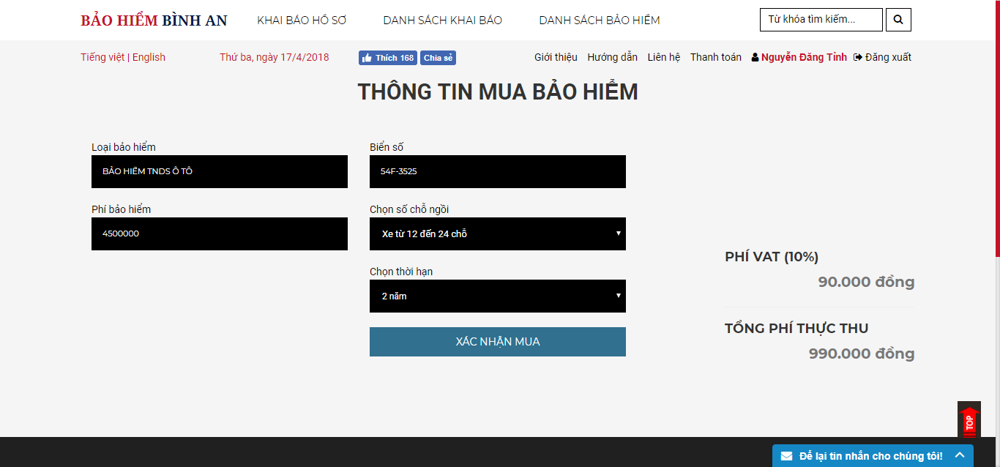 BẢO HIỂM BÌNH AN
KHAI BÁO HỒ SƠ
DANH SÁCH KHAI BÁO
DANH SÁCH BẢO HIỂM
Từ khóa tìm kiếm...
Tiếng việt | English
Thứ ba, ngày 17/4/2018
Thích 168
Chia sẻ
Giới thiệu
Hướng dẫn
Liên hệ
Thanh toán
Nguyễn Đăng Tỉnh
Đăng xuất
THÔNG TIN MUA BẢO HIỂM
Loại bảo hiểm
BẢO HIỂM TNDS Ô TÔ
Biển số
54F-3525
Phí bảo hiểm
4500000
Chọn số chỗ ngồi
Xe từ 12 đến 24 chỗ
Chọn thời hạn
2 năm
XÁC NHẬN MUA
PHÍ VAT (10%)
90.000 đồng
TỔNG PHÍ THỰC THU
990.000 đồng
TOP
Để lại tin nhắn cho chúng tôi!